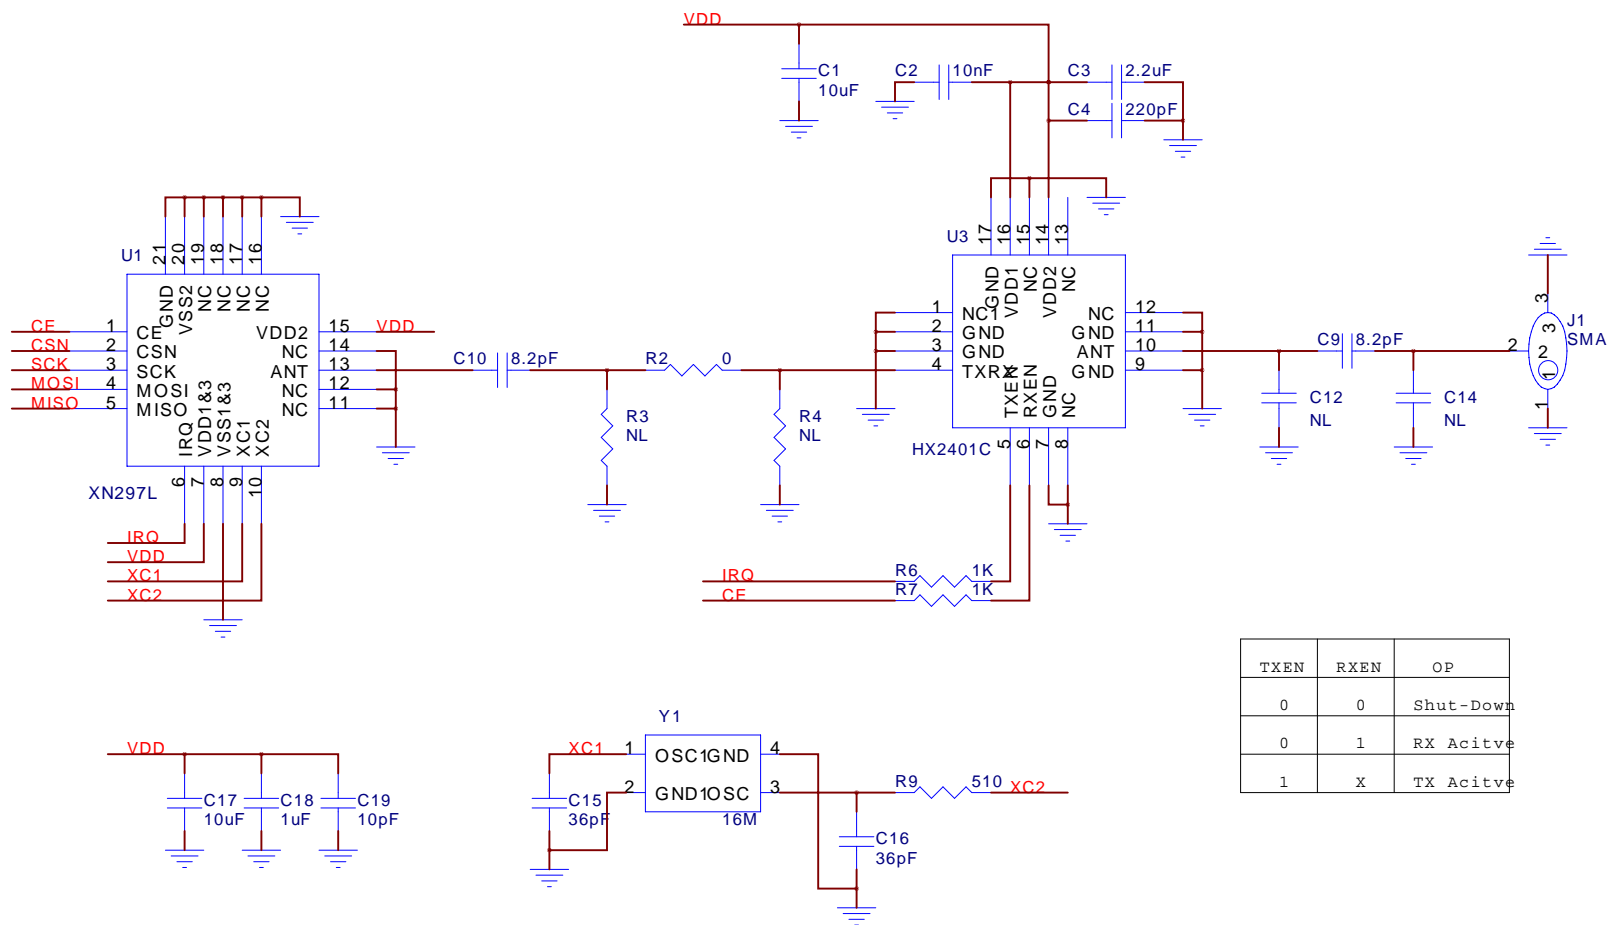 VDD
C1
10uF
C2 10nF
C3 2.2uF
C4 220pF
U1
21 20 19 18 17 16
GND VSS2 NC NC NC NC
CE 1 CE
CSN 2 CSN
SCK 3 SCK
MOSI 4 MOSI
MISO 5 MISO
VDD2 15 VDD
NC 14
ANT 13
NC 12
NC 11
IRQ VDD1&3 VSS1&3 XC1 XC2
6 7 8 9 10
XN297L
IRQ
VDD
XC1
XC2
C10 8.2pF
R2 0
R3
NL
R4
NL
U3
17 16 15 14 13
GND VDD1 NC VDD2 NC
1 NC1
2 GND
3 GND
4 TXRX
NC 12
GND 11
ANT 10
GND 9
TXEN RXEN GND NC
5 6 7 8
HX2401C
IRQ R6 1K
CE R7 1K
C9 8.2pF
C12
NL
C14
NL
J1
SMA
3
3
2 2
1
1
TXEN RXEN OP
0 0 Shut-Down
0 1 RX Acitve
1 X TX Acitve
VDD
C17
10uF
C18
1uF
C19
10pF
Y1
XC1 1 OSC1 GND 4
2 GND1 OSC 3
16M
C15
36pF
C16
36pF
R9 510 XC2